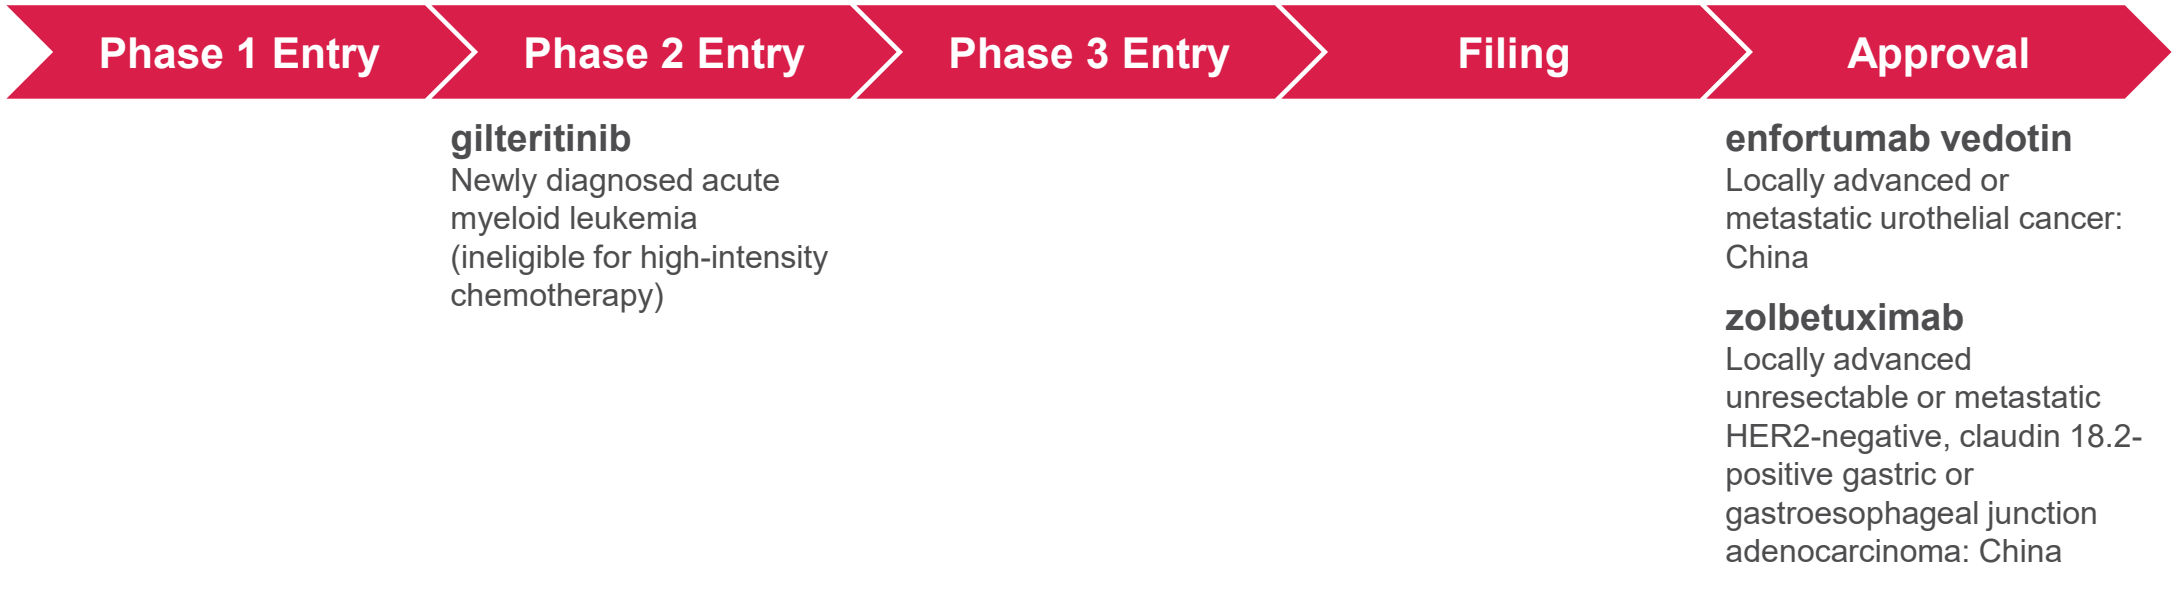 Phase 1 Entry
Phase 2 Entry
Phase 3 Entry
Filing
Approval
gilteritinib
Newly diagnosed acute
myeloid leukemia
(ineligible for high-intensity
chemotherapy)
enfortumab vedotin
Locally advanced or
metastatic urothelial cancer:
China
zolbetuximab
Locally advanced
unresectable or metastatic
HER2-negative, claudin 18.2-
positive gastric or
gastroesophageal junction
adenocarcinoma: China